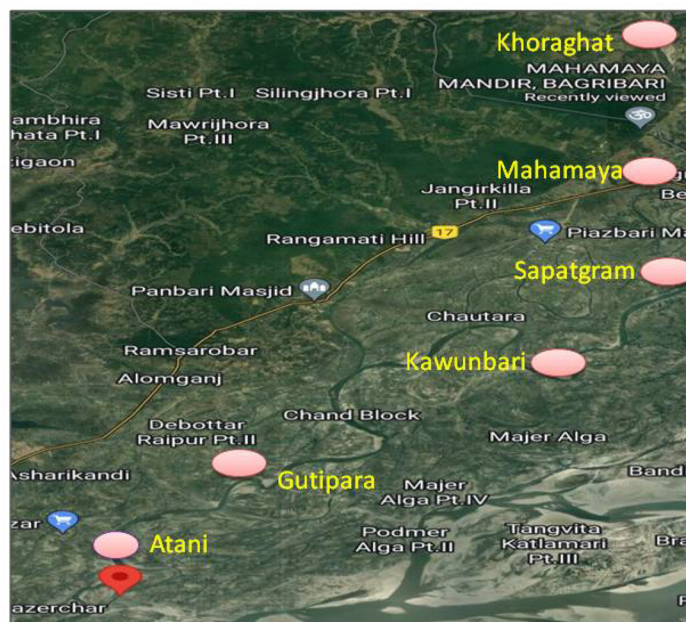 Khoraghat
MAHAMAYA
MANDIR, BAGRIBARI
Recently viewed
Sisti Pt.I
Silingjhora Pt.I
ambhira
hata Pt.I
Mawrijhora
Pt.III
zigaon
Mahamaya
Jangirkilla
Pt.II
Be
ebitola
17
Rangamati Hill
Piazbari Ma
Sapatgram
Panbari Masjid
Chautara
Ramsarobar
Kawunbari
Alomganj
Chand Block
Debottar
Raipur Pt.II
Majer Alga
Asharikandi
Gutipara
Majer
Alga Pt.IV
Band
zar
Atani
Podmer
Alga Pt.II
Tangvita
Katlamari
Pt.III
Bra
azerchar